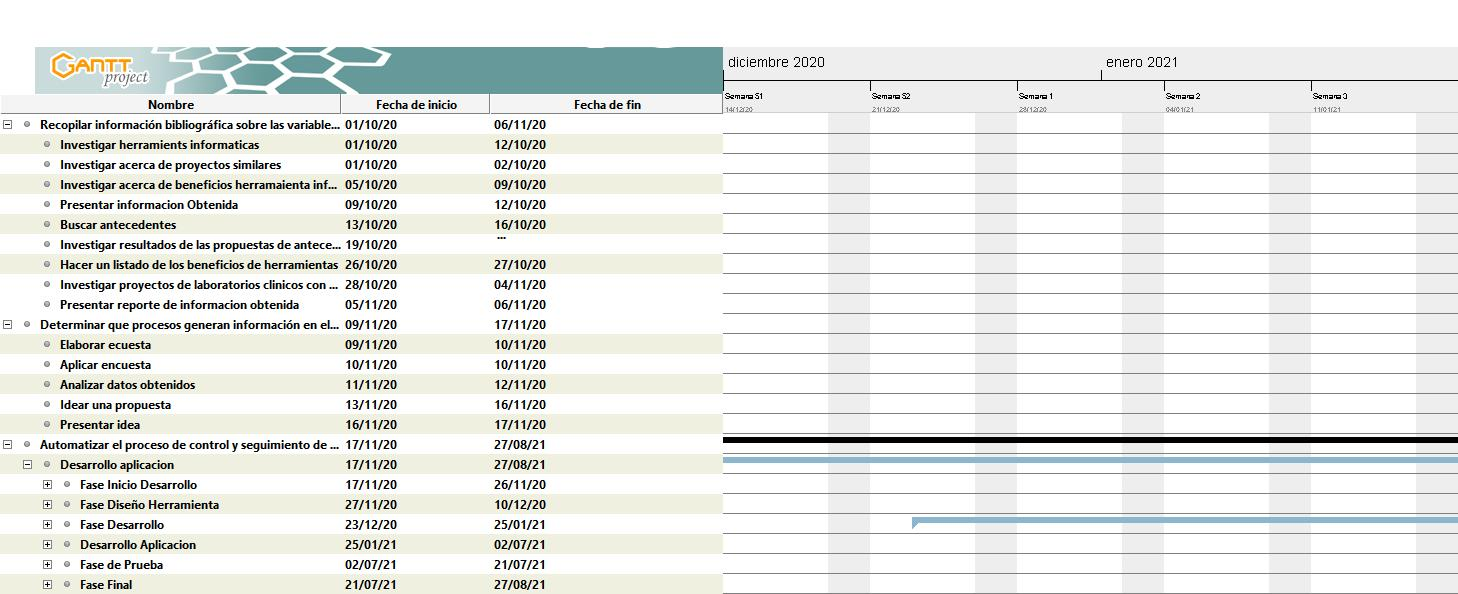 GANTT
project
diciembre 2020 enero 2021
Semana 51 Semana 52 Semana 1 Semana 2 Semana 3
14/12/20 21/12/20 28/12/20 04/01/21 11/01/21
Nombre Fecha de inicio Fecha de fin
Recopilar información bibliográfica sobre las variable... 01/10/20 06/11/20
Investigar herramients informaticas 01/10/20 12/10/20
Investigar acerca de proyectos similares 01/10/20 02/10/20
Investigar acerca de beneficios herramaienta inf... 05/10/20 09/10/20
Presentar informacion Obtenida 09/10/20 12/10/20
Buscar antecedentes 13/10/20 16/10/20
Investigar resultados de las propuestas de antece... 19/10/20 ...
Hacer un listado de los beneficios de herramientas 26/10/20 27/10/20
Investigar proyectos de laboratorios clinicos con ... 28/10/20 04/11/20
Presentar reporte de informacion obtenida 05/11/20 06/11/20
Determinar que procesos generan información en el... 09/11/20 17/11/20
Elaborar ecuesta 09/11/20 10/11/20
Aplicar encuesta 10/11/20 10/11/20
Analizar datos obtenidos 11/11/20 12/11/20
Idear una propuesta 13/11/20 16/11/20
Presentar idea 16/11/20 17/11/20
Automatizar el proceso de control y seguimiento de ... 17/11/20 27/08/21
Desarrollo aplicacion 17/11/20 27/08/21
Fase Inicio Desarrollo 17/11/20 26/11/20
Fase Diseño Herramienta 27/11/20 10/12/20
Fase Desarrollo 23/12/20 25/01/21
Desarrollo Aplicacion 25/01/21 02/07/21
Fase de Prueba 02/07/21 21/07/21
Fase Final 21/07/21 27/08/21